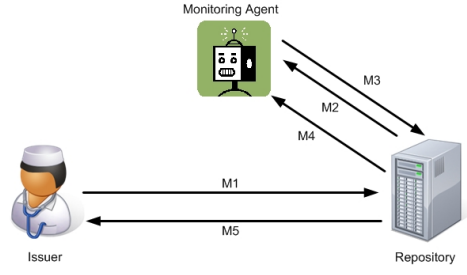 Monitoring Agent
M3
M2
M4
M1
M5
Issuer
Repository